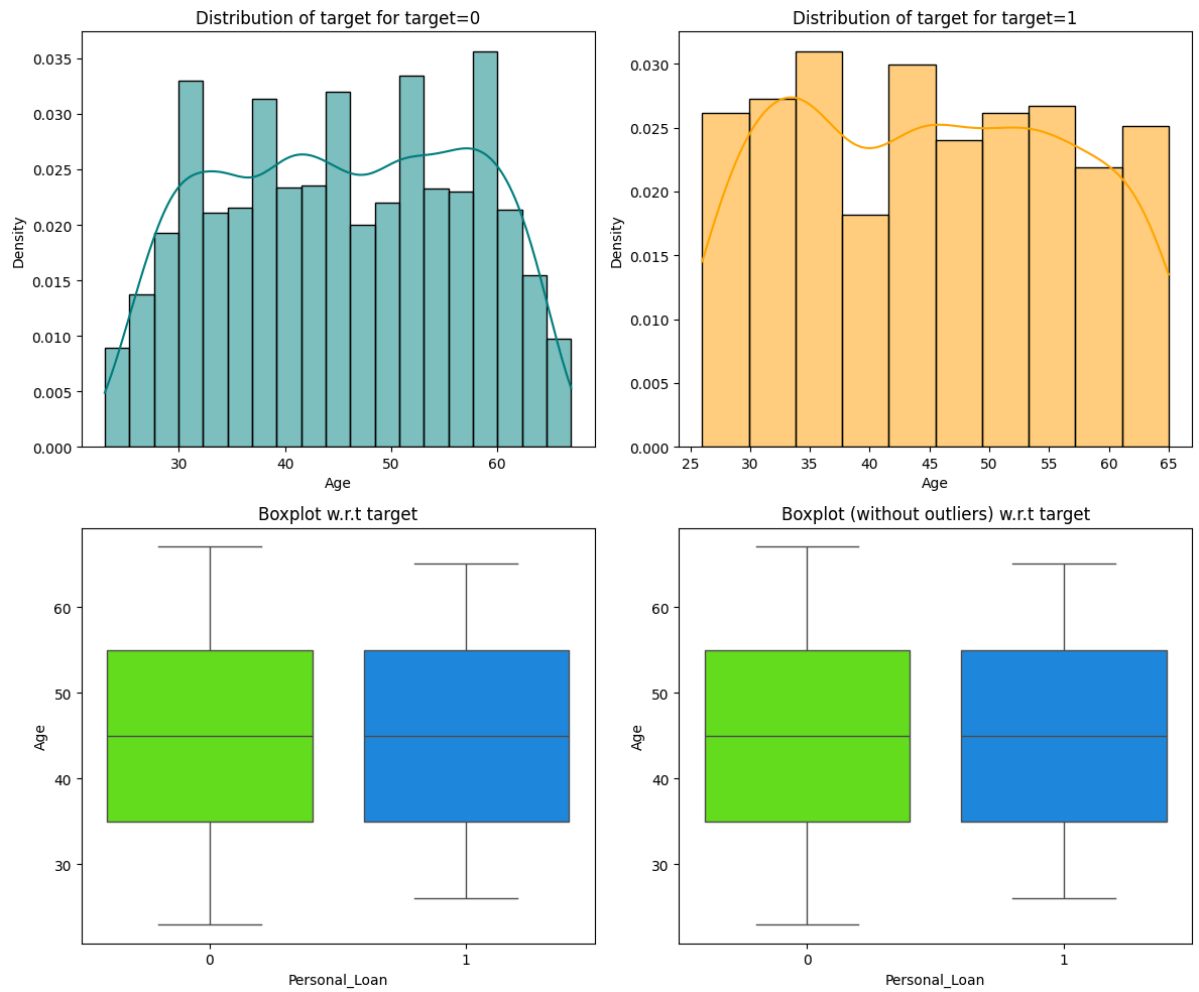 Distribution of target for target=0
Density
0.035
0.030
0.025
0.020
0.015
0.010
0.005
0.000
30 40 50 60
Age
Distribution of target for target=1
Density
0.030
0.025
0.020
0.015
0.010
0.005
0.000
25 30 35 40 45 50 55 60 65
Age
Boxplot w.r.t target
Age
60
50
40
30
0 1
Personal_Loan
Boxplot (without outliers) w.r.t target
Age
60
50
40
30
0 1
Personal_Loan